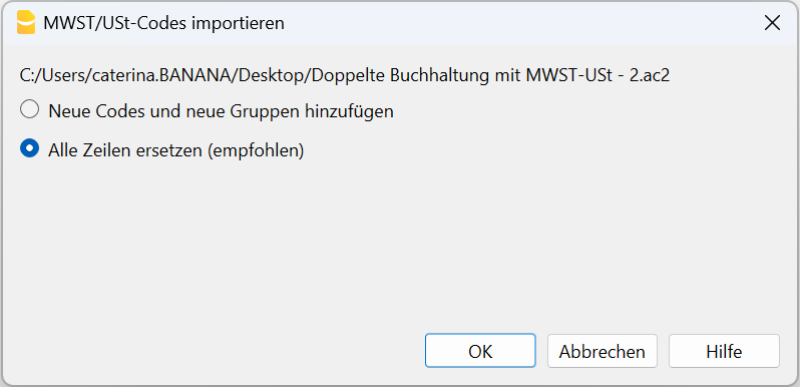 MWST/USt-Codes importieren
C:/Users/caterina.BANANA/Desktop/Doppelte Buchhaltung mit MWST-USt - 2.ac2
Neue Codes und neue Gruppen hinzufügen
Alle Zeilen ersetzen (empfohlen)
OK Abbrechen Hilfe